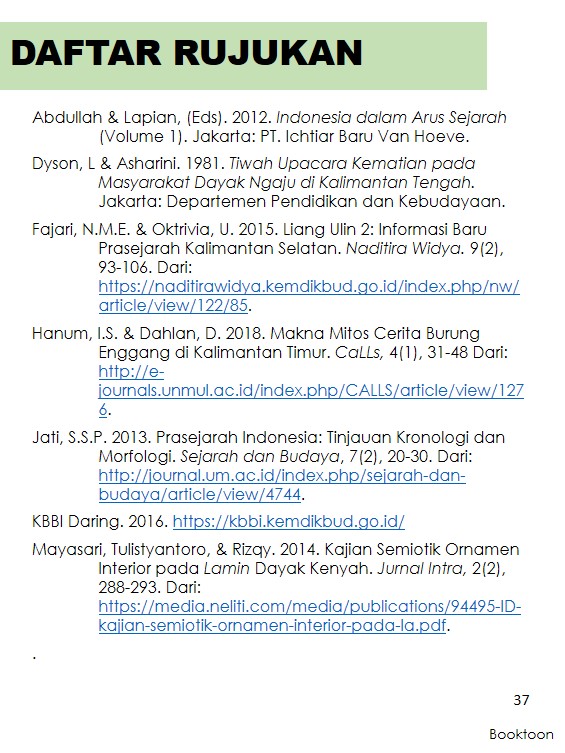 DAFTAR RUJUKAN
Abdullah & Lapian, (Eds). 2012. Indonesia dalam Arus Sejarah
(Volume 1). Jakarta: PT. Ichtiar Baru Van Hoeve.
Dyson, L & Asharini. 1981. Tiwah Upacara Kematian pada
Masyarakat Dayak Ngaju di Kalimantan Tengah.
Jakarta: Departemen Pendidikan dan Kebudayaan.
Fajari, N.M.E. & Oktrivia, U. 2015. Liang Ulin 2: Informasi Baru
Prasejarah Kalimantan Selatan. Naditira Widya. 9(2),
93-106. Dari:
https://naditirawidya.kemdikbud.go.id/index.php/nw/
article/view/122/85.
Hanum, I.S. & Dahlan, D. 2018. Makna Mitos Cerita Burung
Enggang di Kalimantan Timur. CaLLs, 4(1), 31-48 Dari:
http://e-
journals.unmul.ac.id/index.php/CALLS/article/view/127
6.
Jati, S.S.P. 2013. Prasejarah Indonesia: Tinjauan Kronologi dan
Morfologi. Sejarah dan Budaya, 7(2), 20-30. Dari:
http://journal.um.ac.id/index.php/sejarah-dan-
budaya/article/view/4744.
KBBI Daring. 2016. https://kbbi.kemdikbud.go.id/
Mayasari, Tulistyantoro, & Rizqy. 2014. Kajian Semiotik Ornamen
Interior pada Lamin Dayak Kenyah. Jurnal Intra, 2(2),
288-293. Dari:
https://media.neliti.com/media/publications/94495-ID-
kajian-semiotik-ornamen-interior-pada-la.pdf.
.
37
Booktoon